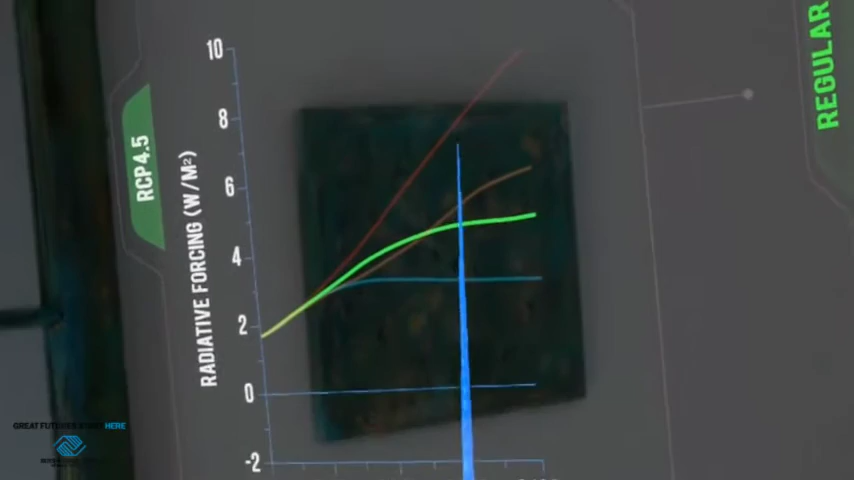 10
8
6
4
2
0
-2
RADIATIVE FORCING (W/M²)
RCP4.5
REGULAR
GREAT FUTURES START HERE